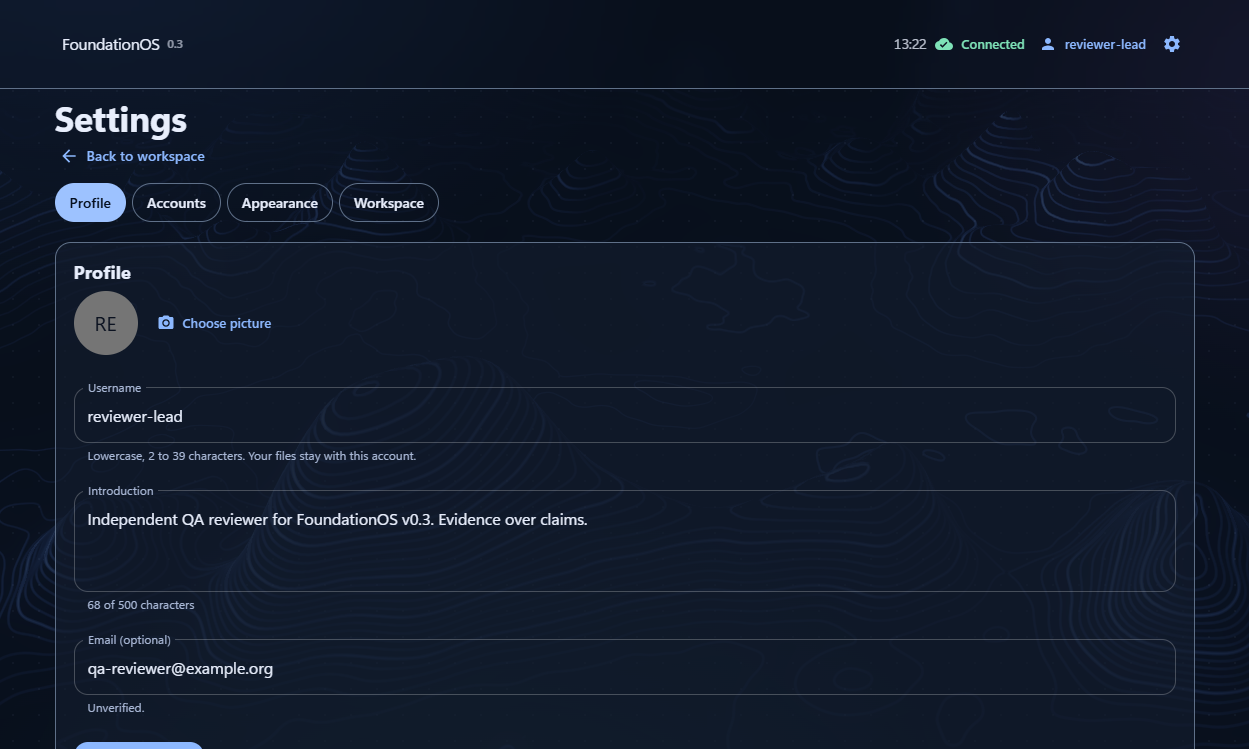 FoundationOS 0.3
13:22 Connected reviewer-lead
Settings
Back to workspace
Profile Accounts Appearance Workspace
Profile
RE
Choose picture
Username
reviewer-lead
Lowercase, 2 to 39 characters. Your files stay with this account.
Introduction
Independent QA reviewer for FoundationOS v0.3. Evidence over claims.
68 of 500 characters
Email (optional)
qa-reviewer@example.org
Unverified.